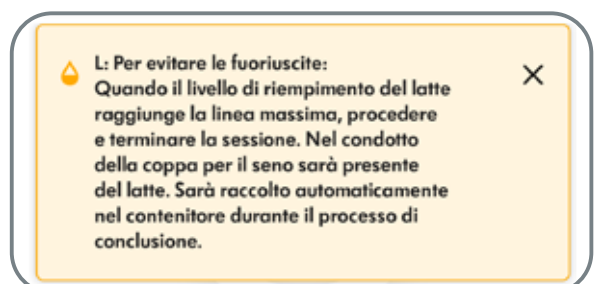 L: Per evitare le fuoriuscite:
Quando il livello di riempimento del latte
raggiunge la linea massima, procedere
e terminare la sessione. Nel condotto
della coppa per il seno sarà presente
del latte. Sarà raccolto automaticamente
nel contenitore durante il processo di
conclusione.